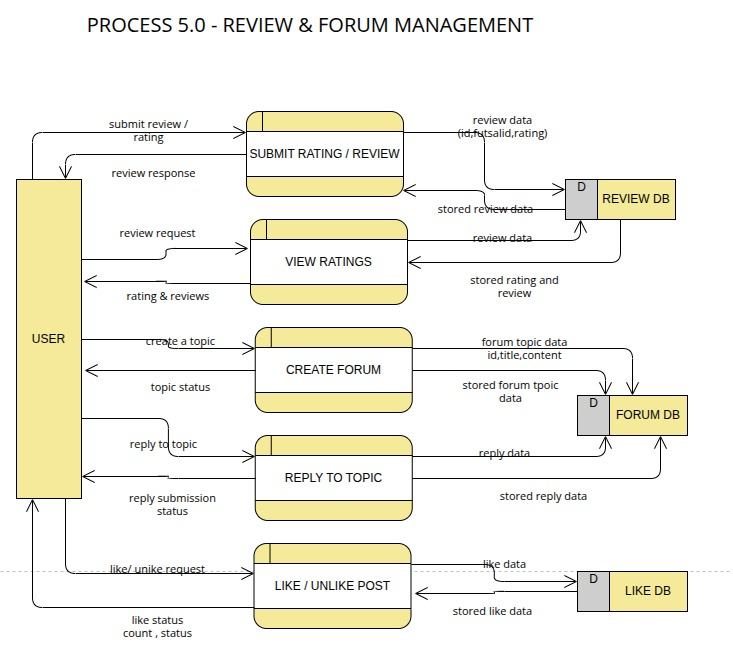 PROCESS 5.0 - REVIEW & FORUM MANAGEMENT
submit review /
rating
review data
(id,futsalid,rating)
SUBMIT RATING / REVIEW
review response
D
REVIEW DB
stored review data
review request
review data
VIEW RATINGS
stored rating and
review
rating & reviews
USER
create a topic
forum topic data
id,title,content
CREATE FORUM
topic status
stored forum tpoic
data
D
FORUM DB
reply to topic
reply data
REPLY TO TOPIC
reply submission
status
stored reply data
like/ unike request
like data
D
LIKE / UNLIKE POST
LIKE DB
stored like data
like status
count , status